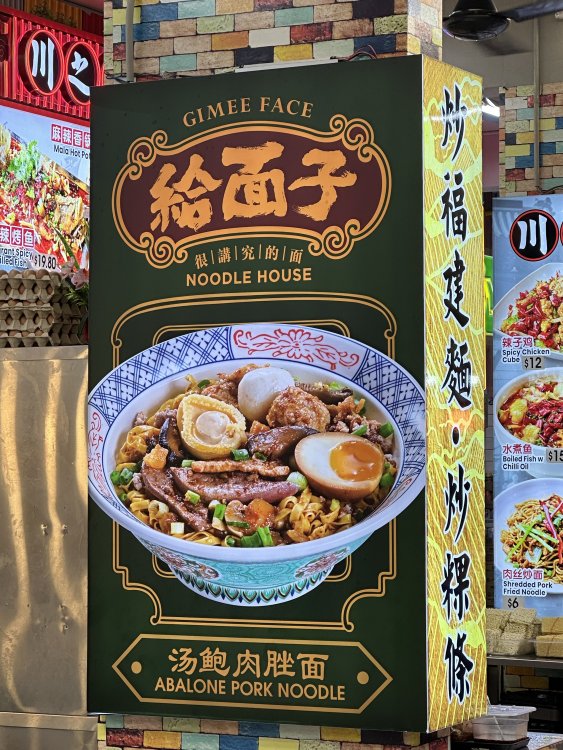 川之
麻辣香锅
Mala Hot Pot
$19.80
GIMEE FACE
給面子
很講究的面
NOODLE HOUSE
汤鲍肉脞面
ABALONE PORK NOODLE
炒福建麵·炒粿條
川
辣子鸡
Spicy Chicken
Cube
$12
水煮鱼
Boiled Fish w
Chilli Oil
肉丝炒面
Shredded Pork
Fried Noodle
$6